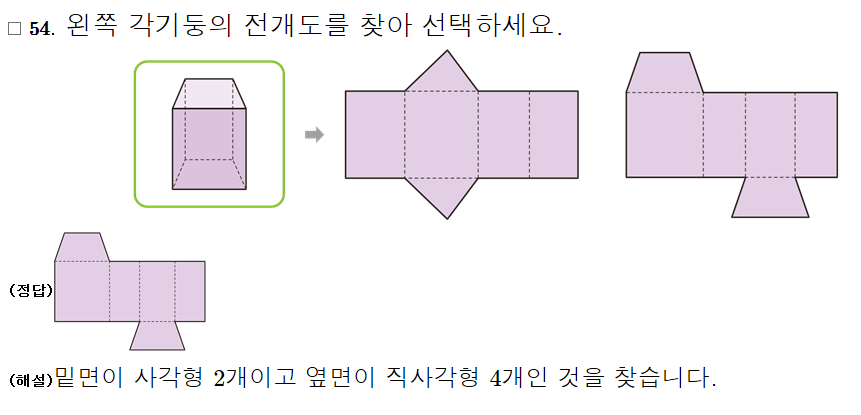 □ 54. 왼쪽 각기둥의 전개도를 찾아 선택하세요.
(정답)
(해설)밑면이 사각형 2개이고 옆면이 직사각형 4개인 것을 찾습니다.